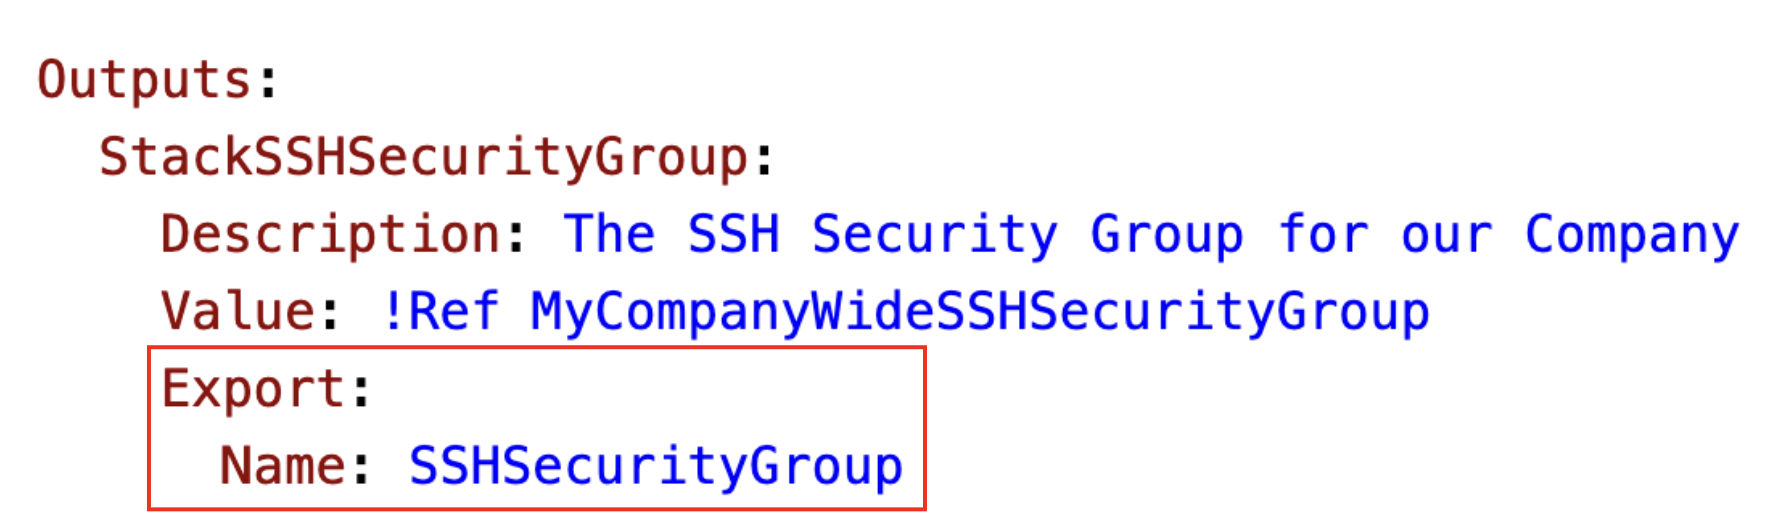 Outputs:
  StackSSHSecurityGroup:
    Description: The SSH Security Group for our Company
    Value: !Ref MyCompanyWideSSHSecurityGroup
    Export:
      Name: SSHSecurityGroup